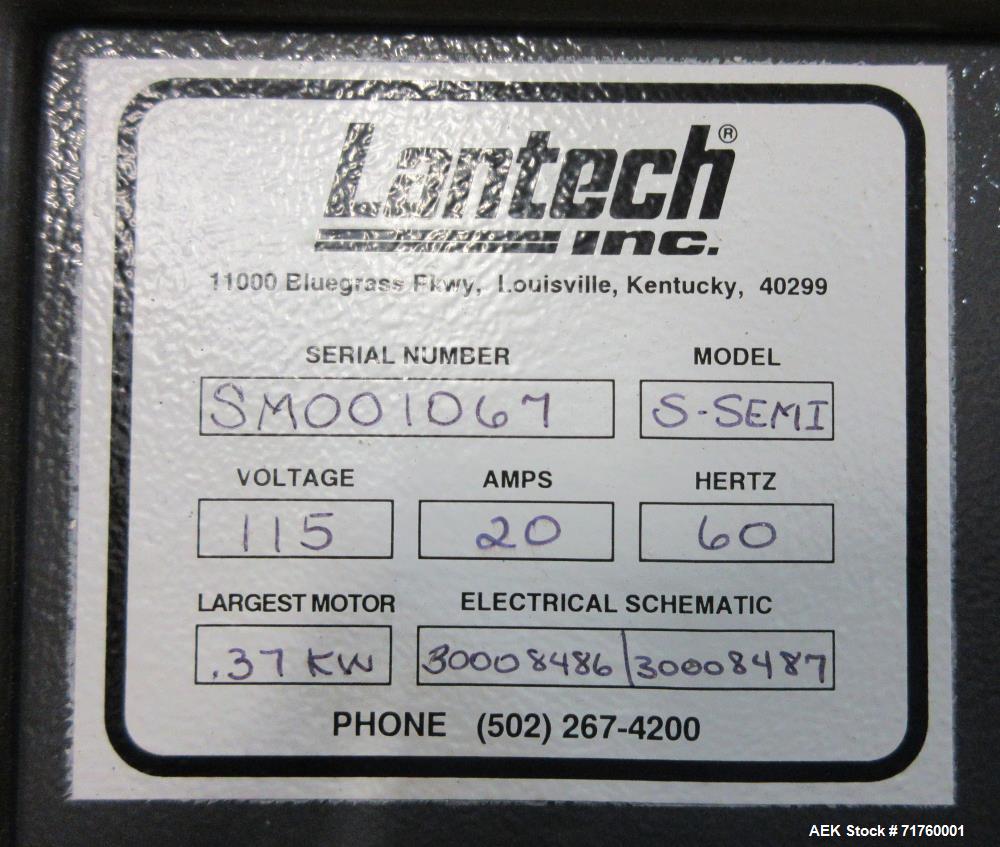 Lantech®
inc.
11000 Bluegrass Pkwy, Louisville, Kentucky, 40299
SERIAL NUMBER MODEL
SM001067 S-SEMI
VOLTAGE AMPS HERTZ
115 20 60
LARGEST MOTOR ELECTRICAL SCHEMATIC
.37 KW 30008486/30008487
PHONE (502) 267-4200
AEK Stock # 71760001